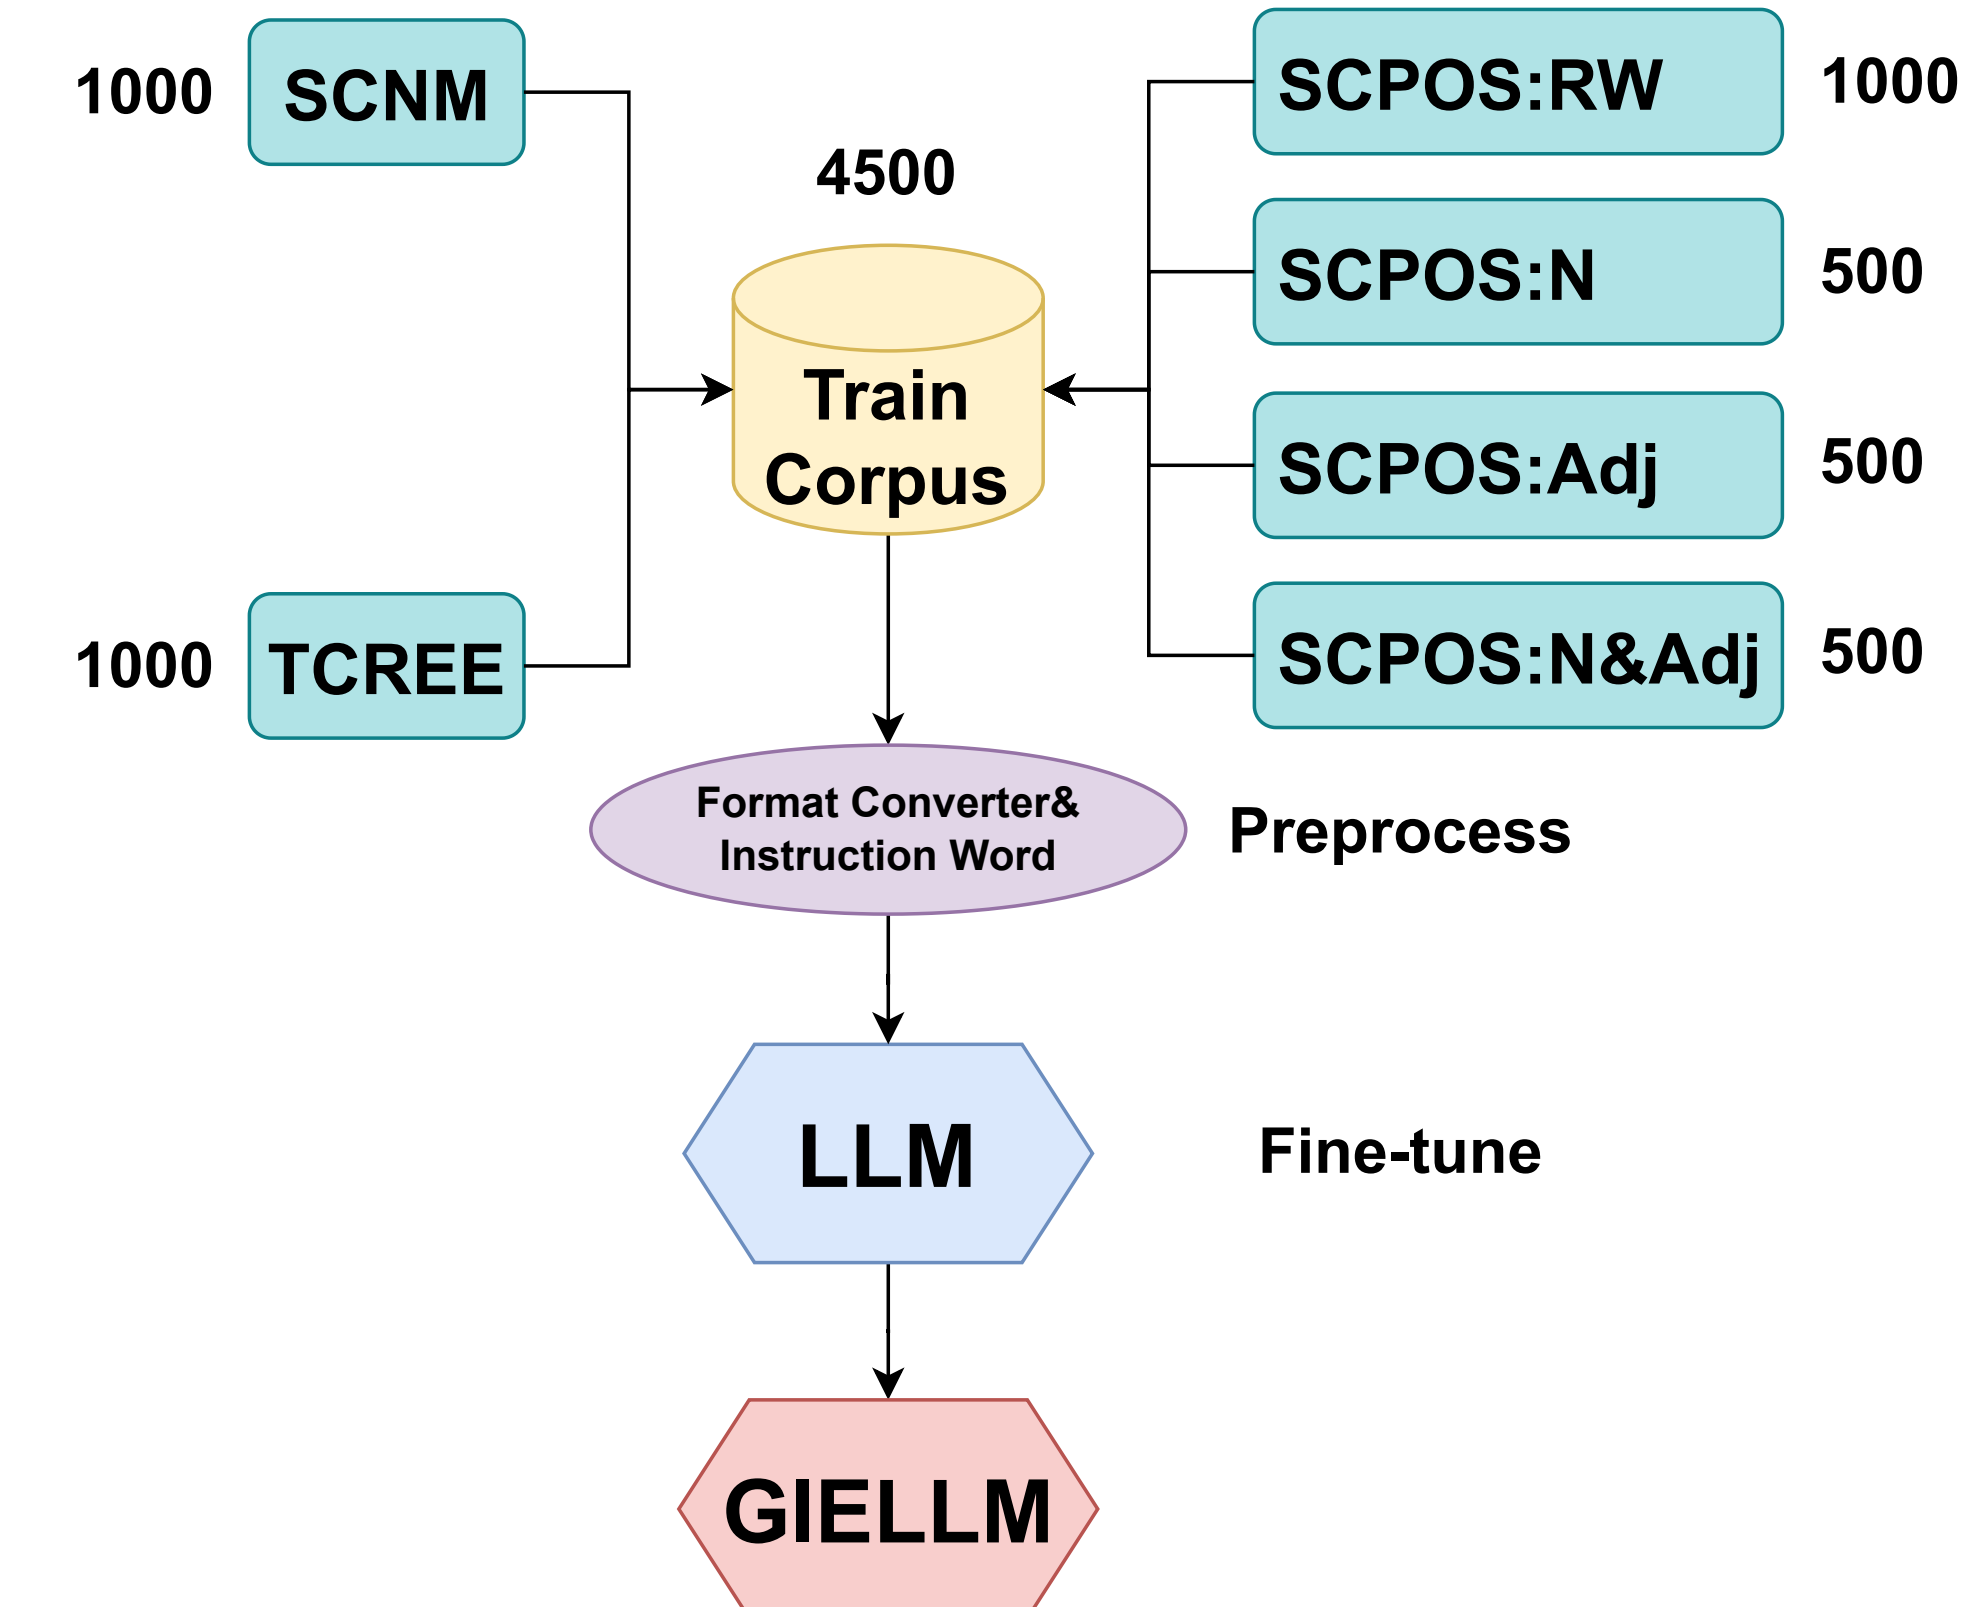 1000
SCNM
SCPOS:RW
1000
4500
SCPOS:N
500
Train
Corpus
SCPOS:Adj
500
1000
TCREE
SCPOS:N&Adj
500
Format Converter&
Instruction Word
Preprocess
LLM
Fine-tune
GIELLM